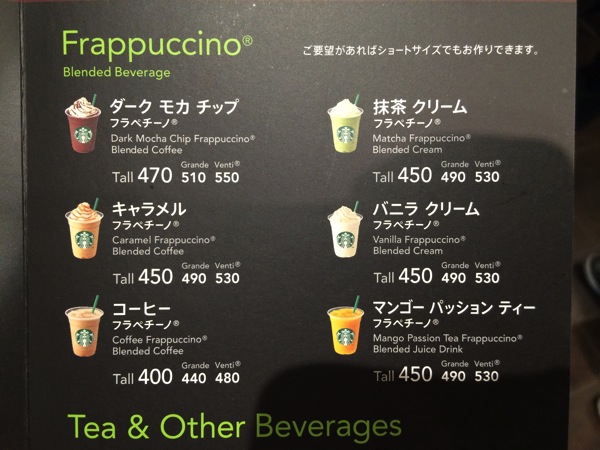 Frappuccino®
Blended Beverage
ご要望があればショートサイズでもお作りできます。
ダーク モカ チップ
フラペチーノ®
Dark Mocha Chip Frappuccino®
Blended Coffee
Grande Venti®
Tall 470 510 550
抹茶 クリーム
フラペチーノ®
Matcha Frappuccino®
Blended Cream
Grande Venti®
Tall 450 490 530
キャラメル
フラペチーノ®
Caramel Frappuccino®
Blended Coffee
Grande Venti®
Tall 450 490 530
バニラ クリーム
フラペチーノ®
Vanilla Frappuccino®
Blended Cream
Grande Venti®
Tall 450 490 530
コーヒー
フラペチーノ®
Coffee Frappuccino®
Blended Coffee
Grande Venti®
Tall 400 440 480
マンゴー パッション ティー
フラペチーノ®
Mango Passion Tea Frappuccino®
Blended Juice Drink
Grande Venti®
Tall 450 490 530
Tea & Other Beverages